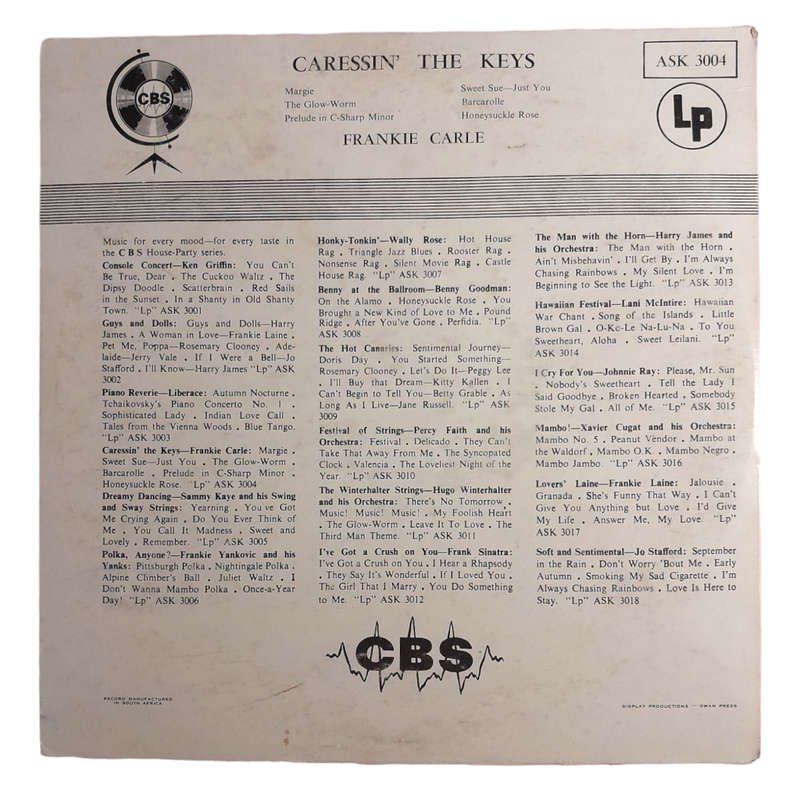 CBS
CARESSIN' THE KEYS
Margie
The Glow-Worm
Prelude in C-Sharp Minor
Sweet Sue—Just You
Barcarolle
Honeysuckle Rose
FRANKIE CARLE
ASK 3004
Lp
Music for every mood—for every taste in
the C B S House-Party series.
Console Concert—Ken Griffin: You Can't
Be True, Dear . The Cuckoo Waltz . The
Dipsy Doodle . Scatterbrain . Red Sails
in the Sunset . In a Shanty in Old Shanty
Town. "Lp" ASK 3001
Guys and Dolls: Guys and Dolls—Harry
James . A Woman in Love—Frankie Laine .
Pet Me, Poppa—Rosemary Clooney . Ade-
laide—Jerry Vale . If I Were a Bell—Jo
Stafford . I'll Know—Harry James "Lp" ASK
3002
Piano Reverie—Liberace: Autumn Nocturne .
Tchaikovsky's Piano Concerto No. 1 .
Sophisticated Lady . Indian Love Call .
Tales from the Vienna Woods . Blue Tango.
"Lp" ASK 3003
Caressin' the Keys—Frankie Carle: Margie .
Sweet Sue—Just You . The Glow-Worm .
Barcarolle . Prelude in C-Sharp Minor .
Honeysuckle Rose. "Lp" ASK 3004
Dreamy Dancing—Sammy Kaye and his Swing
and Sway Strings: Yearning . You've Got
Me Crying Again . Do You Ever Think of
Me . You Call It Madness . Sweet and
Lovely . Remember. "Lp" ASK 3005
Polka, Anyone?—Frankie Yankovic and his
Yanks: Pittsburgh Polka . Nightingale Polka .
Alpine Climber's Ball . Juliet Waltz . I
Don't Wanna Mambo Polka . Once-a-Year
Day! "Lp" ASK 3006
Honky-Tonkin'—Wally Rose: Hot House
Rag . Triangle Jazz Blues . Rooster Rag .
Nonsense Rag . Silent Movie Rag . Castle
House Rag. "Lp" ASK 3007
Benny at the Ballroom—Benny Goodman:
On the Alamo . Honeysuckle Rose . You
Brought a New Kind of Love to Me . Pound
Ridge . After You've Gone . Perfidia. "Lp"
ASK 3008
The Hot Canaries: Sentimental Journey—
Doris Day . You Started Something—
Rosemary Clooney . Let's Do It—Peggy Lee
. I'll Buy that Dream—Kitty Kallen . I
Can't Begin to Tell You—Betty Grable . As
Long As I Live—Jane Russell. "Lp" ASK
3009
Festival of Strings—Percy Faith and his
Orchestra: Festival . Delicado . They Can't
Take That Away From Me . The Syncopated
Clock . Valencia . The Loveliest Night of the
Year. "Lp" ASK 3010
The Winterhalter Strings—Hugo Winterhalter
and his Orchestra: There's No Tomorrow .
Music! Music! Music! . My Foolish Heart
. The Glow-Worm . Leave It To Love . The
Third Man Theme. "Lp" ASK 3011
I've Got a Crush on You—Frank Sinatra:
I've Got a Crush on You . I Hear a Rhapsody
. They Say It's Wonderful . If I Loved You .
The Girl That I Marry . You Do Something
to Me. "Lp" ASK 3012
The Man with the Horn—Harry James and
his Orchestra: The Man with the Horn .
Ain't Misbehavin' . I'll Get By . I'm Always
Chasing Rainbows . My Silent Love . I'm
Beginning to See the Light. "Lp" ASK 3013
Hawaiian Festival—Lani McIntire: Hawaiian
War Chant . Song of the Islands . Little
Brown Gal . O-Ko-Le Na-Lu-Na . To You
Sweetheart, Aloha . Sweet Leilani. "Lp"
ASK 3014
I Cry For You—Johnnie Ray: Please, Mr. Sun
. Nobody's Sweetheart . Tell the Lady I
Said Goodbye . Broken Hearted . Somebody
Stole My Gal . All of Me. "Lp" ASK 3015
Mambo!—Xavier Cugat and his Orchestra:
Mambo No. 5 . Peanut Vendor . Mambo at
the Waldorf . Mambo O.K. . Mambo Negro .
Mambo Jambo. "Lp" ASK 3016
Lovers' Laine—Frankie Laine: Jalousie .
Granada . She's Funny That Way . I Can't
Give You Anything but Love . I'd Give
My Life . Answer Me, My Love. "Lp"
ASK 3017
Soft and Sentimental—Jo Stafford: September
in the Rain . Don't Worry 'Bout Me . Early
Autumn . Smoking My Sad Cigarette . I'm
Always Chasing Rainbows . Love Is Here to
Stay. "Lp" ASK 3018
CBS
RECORD MANUFACTURED
IN SOUTH AFRICA
DISPLAY PRODUCTIONS — SWAN PRESS